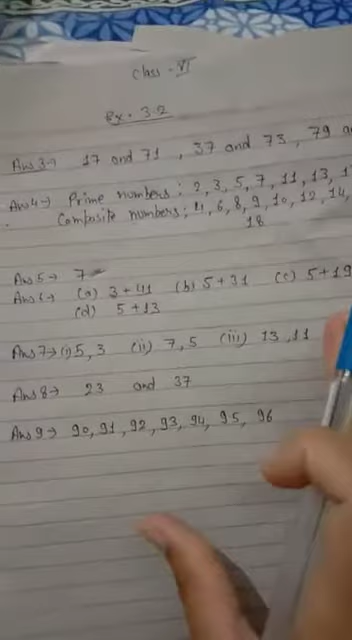 Class - VI
Ex - 3.2
Ans 3→ 17 and 71 , 37 and 73, 79
Ans 4→ Prime numbers : 2, 3, 5, 7, 11, 13,
Composite numbers ; 4, 6, 8, 9, 10, 12, 14,
18
Ans 5→ 7
Ans 6→ (a) 3+41 (b) 5+31 (c) 5+19
(d) 5+13
Ans 7→ (i) 5, 3 (ii) 7, 5 (iii) 13, 11
Ans 8→ 23 and 37
Ans 9→ 90, 91, 92, 93, 94, 95, 96